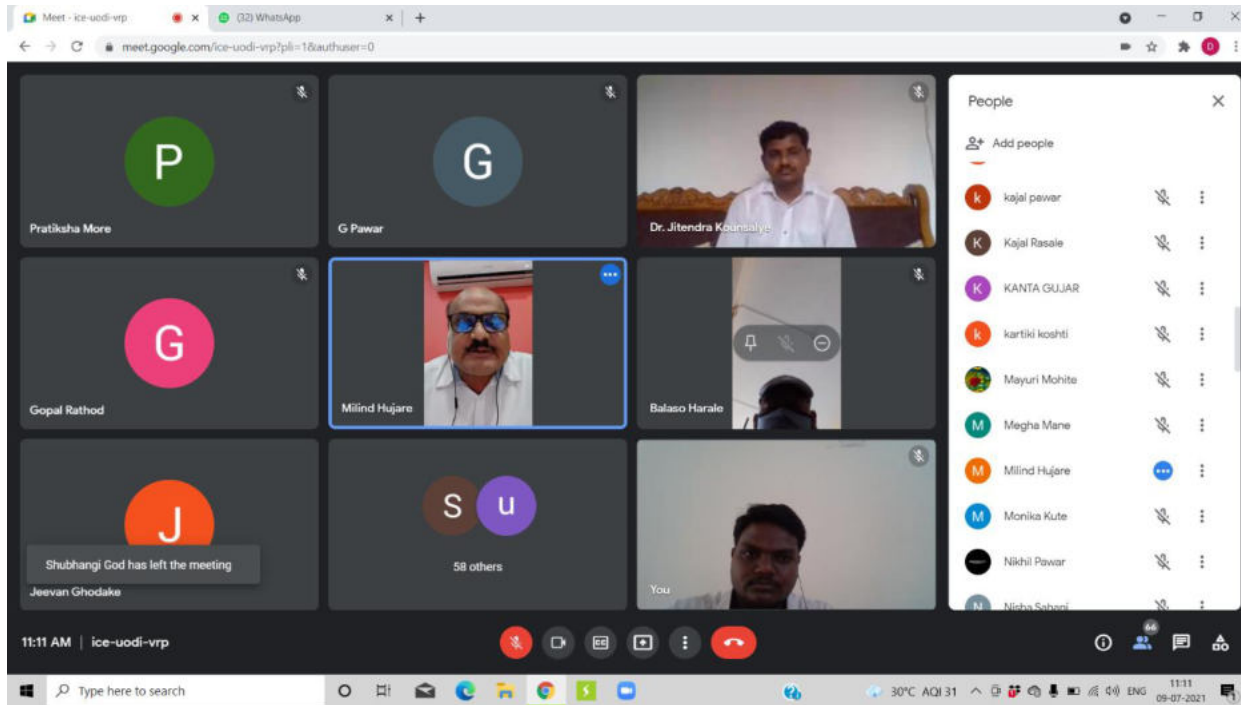 Meet - ice-uodi-vrp
(32) WhatsApp
meet.google.com/ice-uodi-vrp?pli=1&authuser=0
D
P
Pratiksha More
G
G Pawar
Dr. Jitendra Kounsalye
G
Gopal Rathod
Milind Hujare
Balaso Harale
J
Shubhangi God has left the meeting
Jeevan Ghodake
S u
58 others
You
People
Add people
k kajal pawar
K Kajal Rasale
K KANTA GUJAR
k kartiki koshti
Mayuri Mohite
M Megha Mane
M Milind Hujare
M Monika Kute
Nikhil Pawar
N Nisha Sahani
11:11 AM | ice-uodi-vrp
CC
66
Type here to search
30°C AQI 31
ENG
11:11
09-07-2021